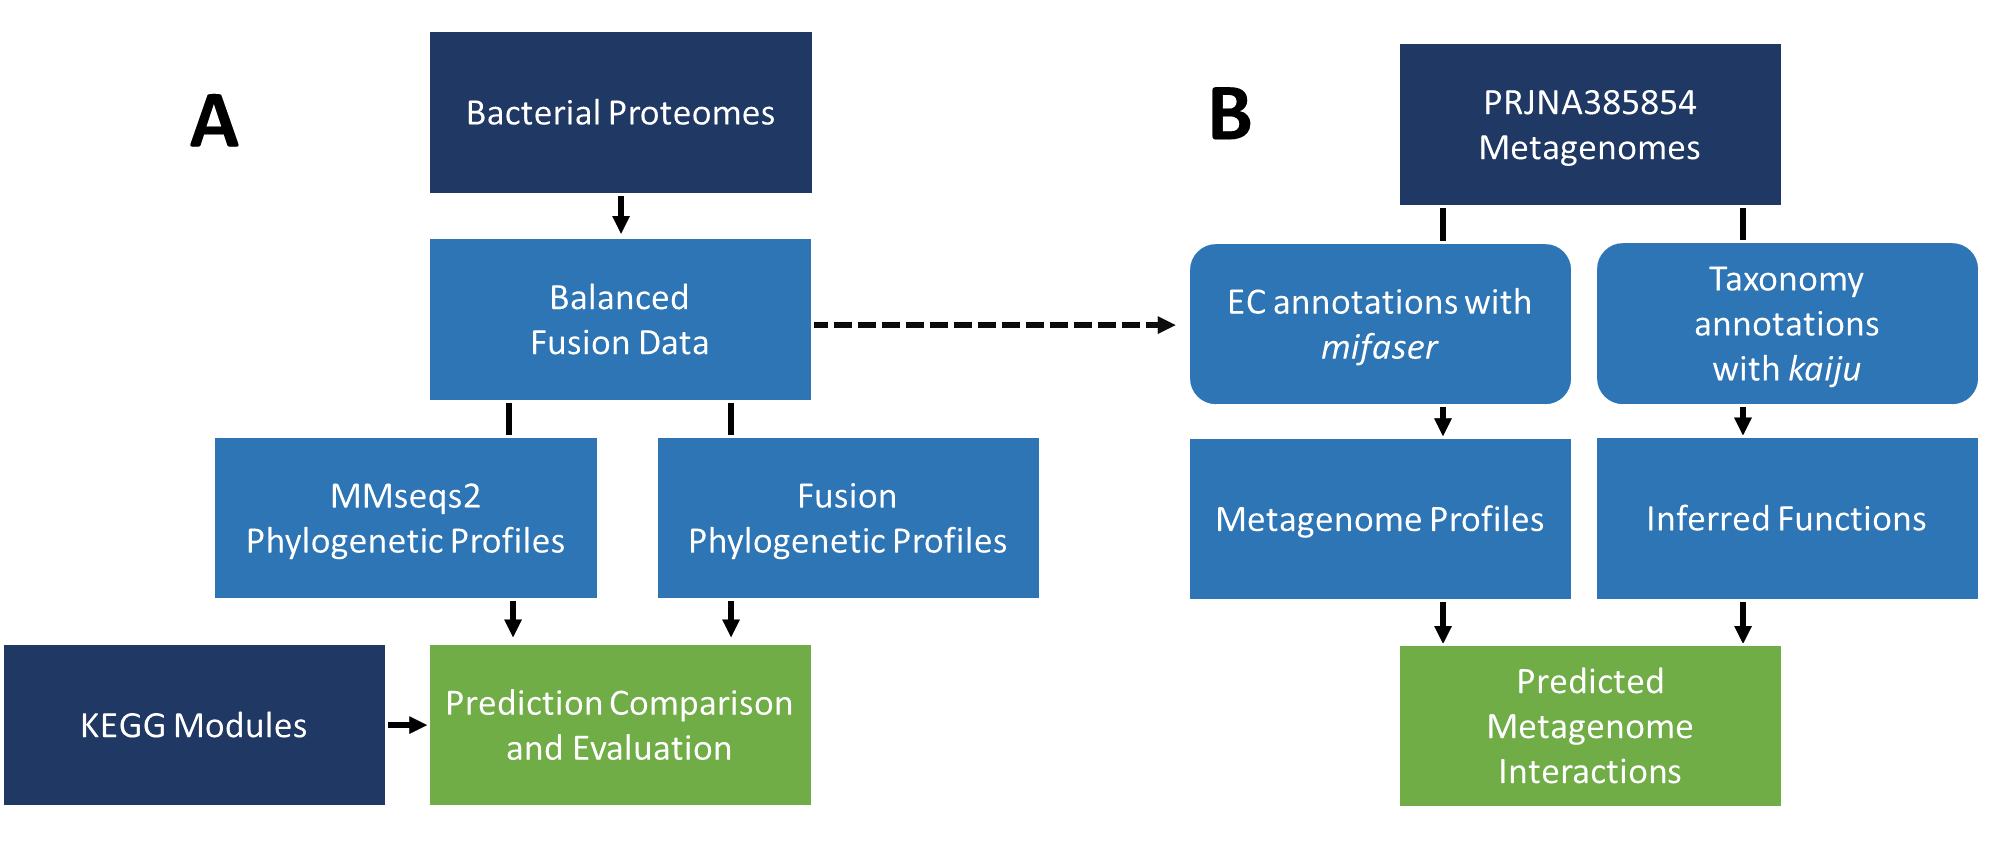 A
Bacterial Proteomes
Balanced
Fusion Data
MMseqs2
Phylogenetic Profiles
Fusion
Phylogenetic Profiles
KEGG Modules
Prediction Comparison
and Evaluation
B
PRJNA385854
Metagenomes
EC annotations with
mifaser
Taxonomy
annotations
with kaiju
Metagenome Profiles
Inferred Functions
Predicted
Metagenome
Interactions